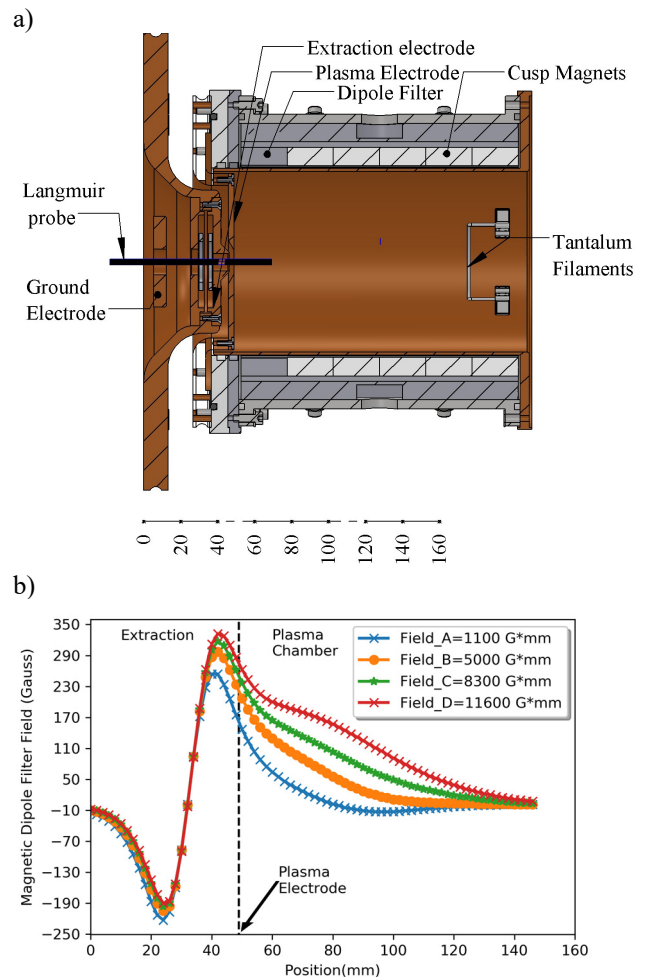 a)
Extraction electrode
Plasma Electrode
Cusp Magnets
Dipole Filter
Langmuir
probe
Ground
Electrode
Tantalum
Filaments
0
20
40
60
80
100
120
140
160
b)
Magnetic Dipole Filter Field (Gauss)
350
290
230
170
110
50
-10
-70
-130
-190
-250
Extraction
Plasma
Chamber
Field_A=1100 G*mm
Field_B=5000 G*mm
Field_C=8300 G*mm
Field_D=11600 G*mm
Plasma
Electrode
0
20
40
60
80
100
120
140
160
Position(mm)